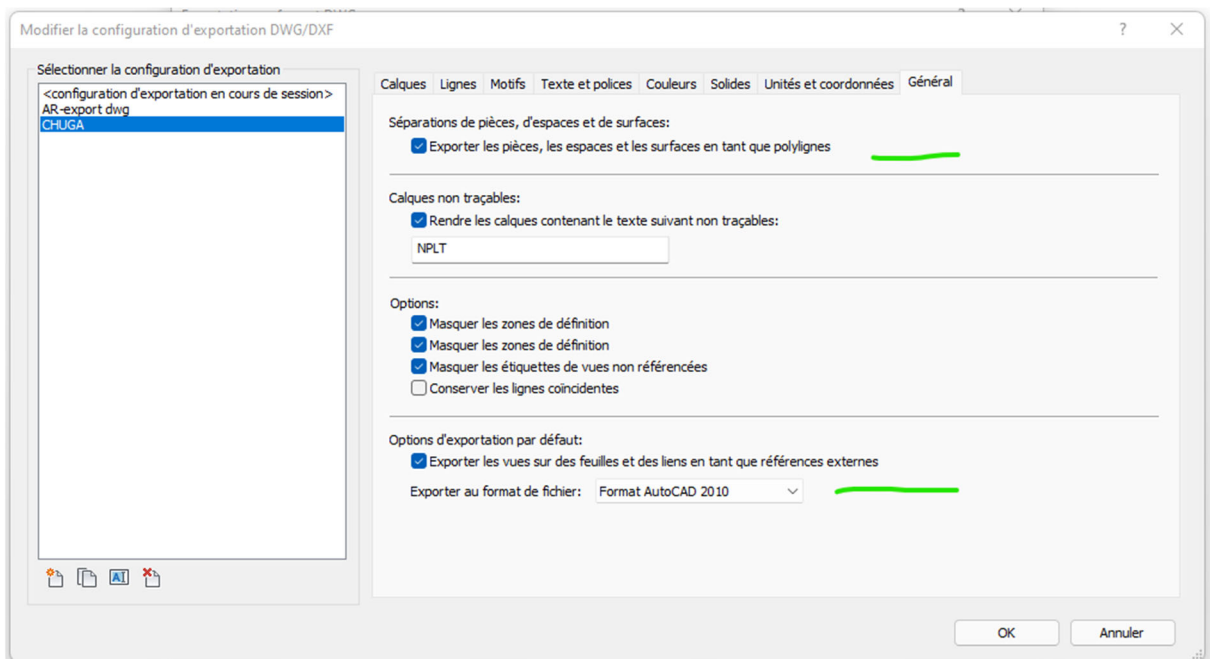 Modifier la configuration d'exportation DWG/DXF
Sélectionner la configuration d'exportation
<configuration d'exportation en cours de session>
AR-export dwg
CHUGA
Calques Lignes Motifs Texte et polices Couleurs Solides Unités et coordonnées Général
Séparations de pièces, d'espaces et de surfaces:
Exporter les pièces, les espaces et les surfaces en tant que polylignes
Calques non traçables:
Rendre les calques contenant le texte suivant non traçables:
NPLT
Options:
Masquer les zones de définition
Masquer les zones de définition
Masquer les étiquettes de vues non référencées
Conserver les lignes coïncidentes
Options d'exportation par défaut:
Exporter les vues sur des feuilles et des liens en tant que références externes
Exporter au format de fichier: Format AutoCAD 2010
OK Annuler